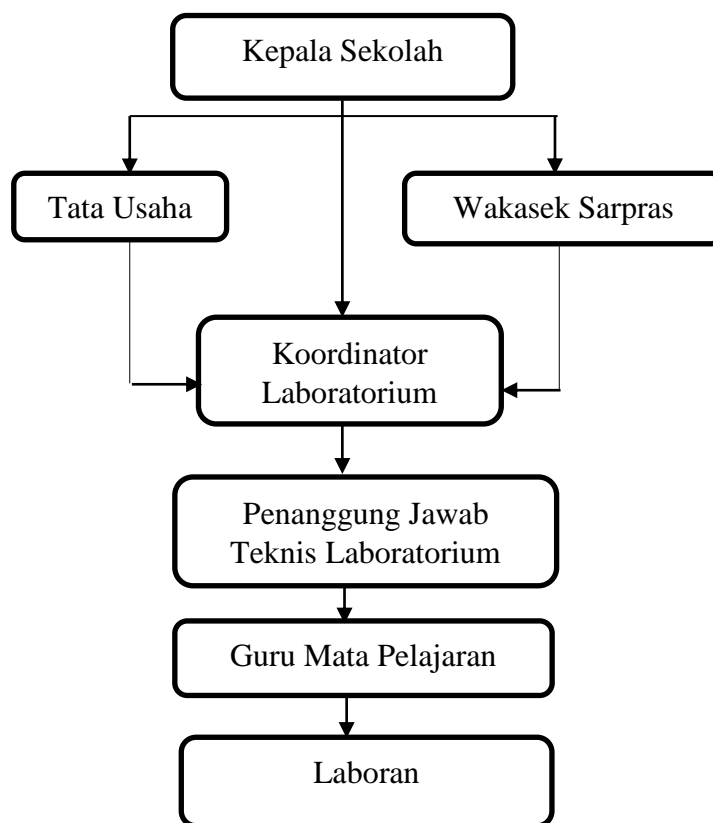 Kepala Sekolah
Tata Usaha
Wakasek Sarpras
Koordinator
Laboratorium
Penanggung Jawab
Teknis Laboratorium
Guru Mata Pelajaran
Laboran